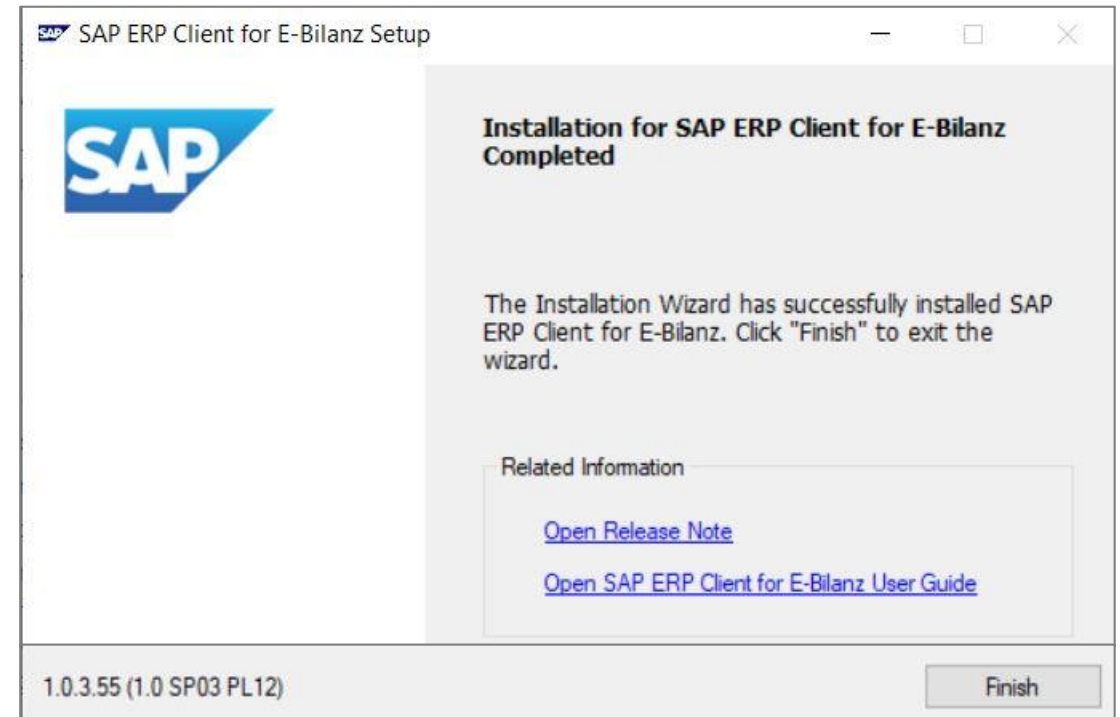 SAP ERP Client for E-Bilanz Setup
SAP
Installation for SAP ERP Client for E-Bilanz
Completed
The Installation Wizard has successfully installed SAP
ERP Client for E-Bilanz. Click "Finish" to exit the
wizard.
Related Information
Open Release Note
Open SAP ERP Client for E-Bilanz User Guide
1.0.3.55 (1.0 SP03 PL12)
Finish